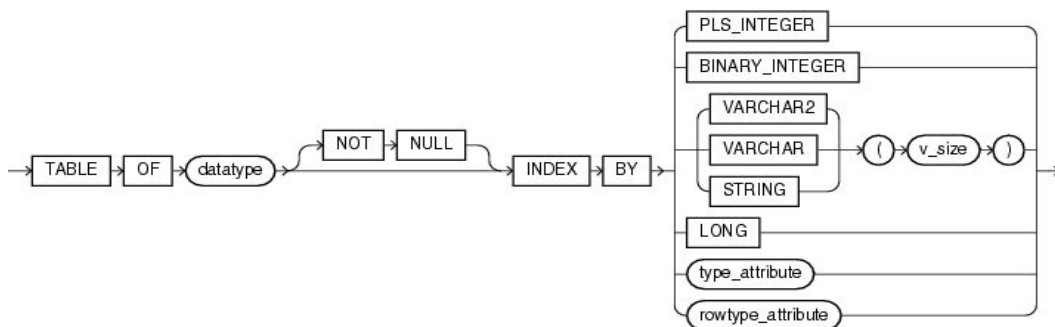 PLS_INTEGER
BINARY_INTEGER
VARCHAR2
NOT NULL
VARCHAR ( v_size )
TABLE OF datatype INDEX BY
STRING
LONG
type_attribute
rowtype_attribute